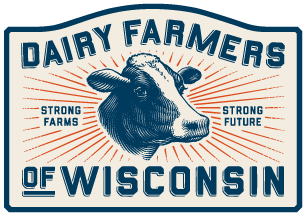 DAIRY FARMERS
STRONG FARMS
STRONG FUTURE
OF WISCONSIN